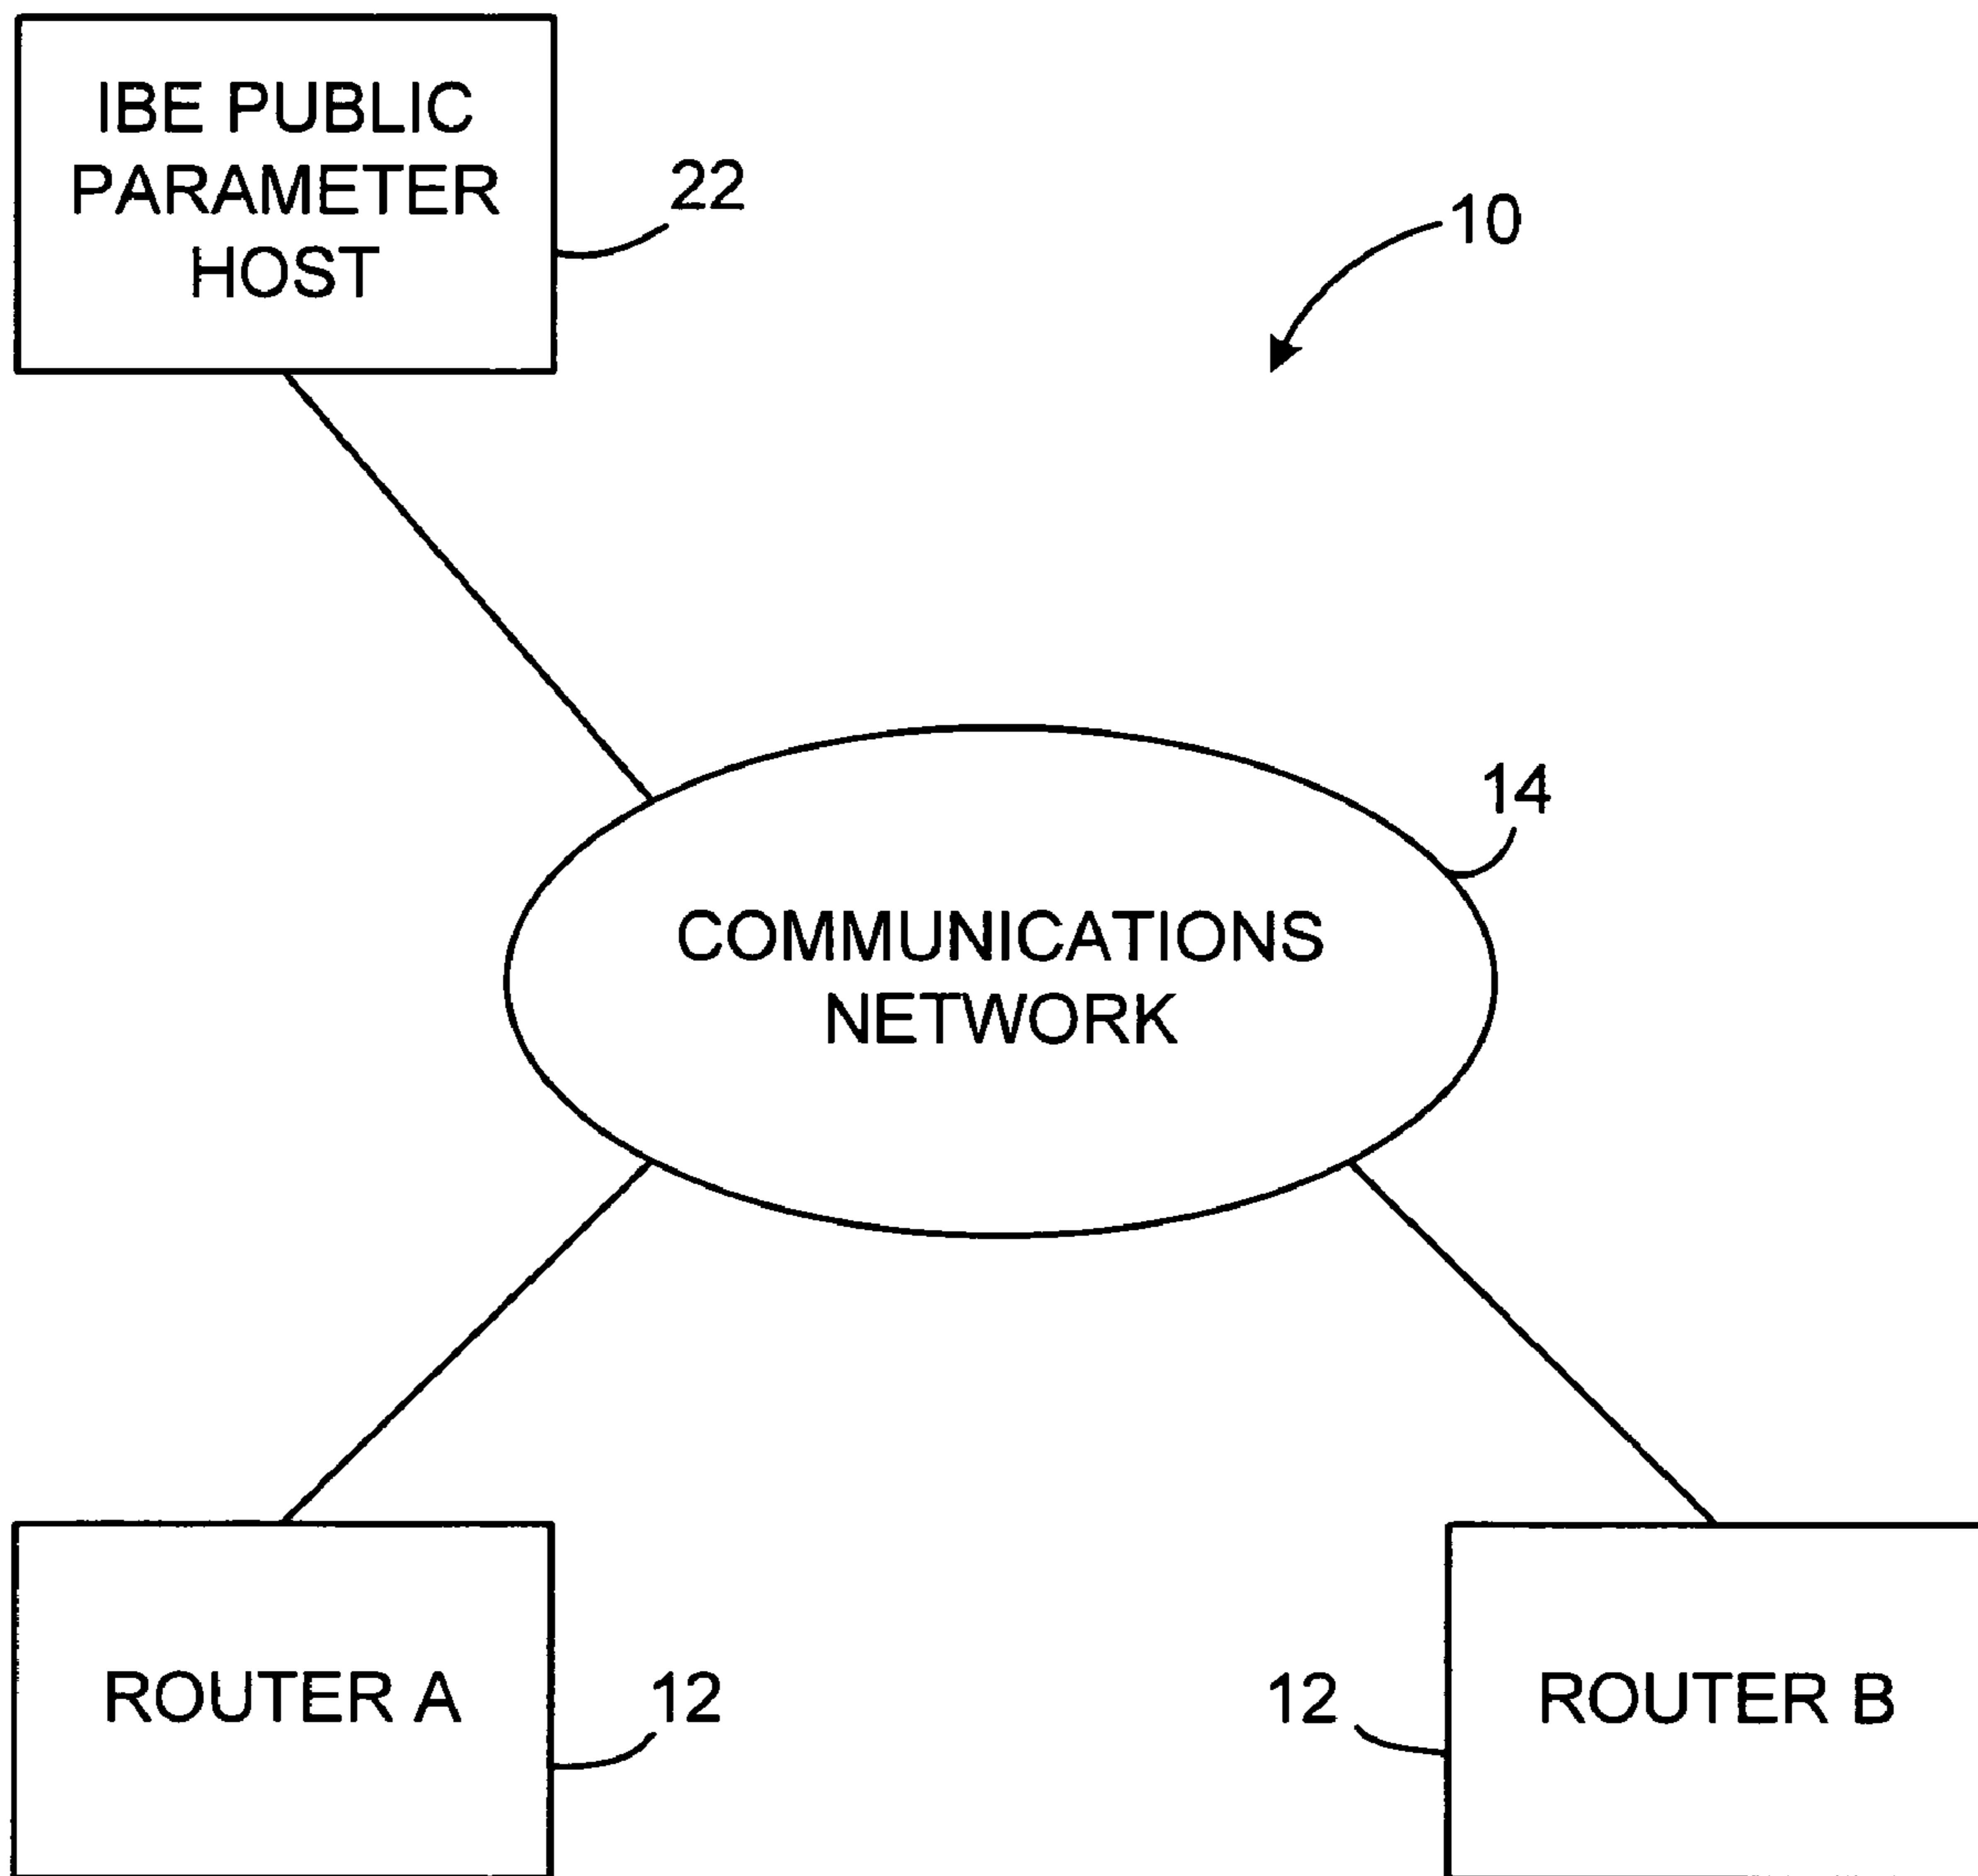 IBE PUBLIC
PARAMETER
HOST
22
10
14
COMMUNICATIONS
NETWORK
ROUTER A
12
12
ROUTER B